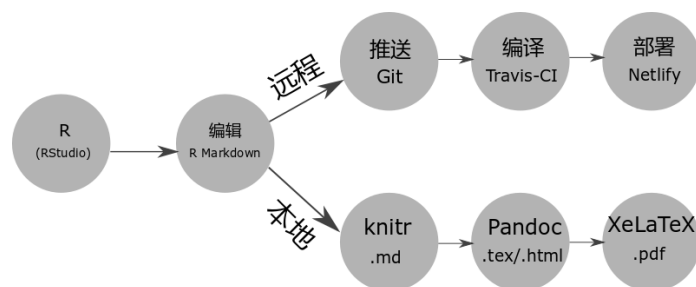 R
(RStudio)
编辑
R Markdown
远程
推送
Git
编译
Travis-CI
部署
Netlify
本地
knitr
.md
Pandoc
.tex/.html
XeLaTeX
.pdf